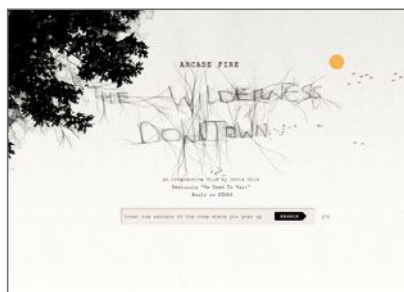 ARCADE FIRE
THE WILDERNESS
DOWNTOWN
An interactive film by Chris Milk
Featuring "We Used To Wait"
Built in HTML5
Enter the address of the home where you grew up
SEARCH